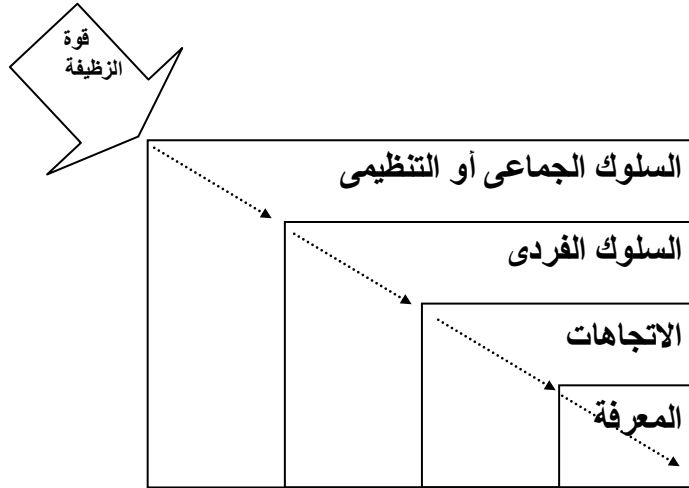 قوة
الزظيفة
السلوك الجماعى أو التنظيمى
السلوك الفردى
الاتجاهات
المعرفة